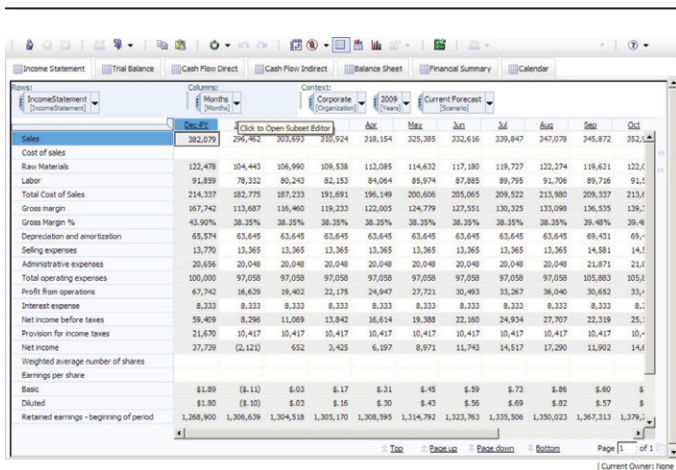 Income Statement Trial Balance Cash Flow Direct Cash Flow Indirect Balance Sheet Financial Summary Calendar
Rows: Columns: Context:
IncomeStatement Months Corporate 2009 Current Forecast
[IncomeStatement] [Months] [Organization] [Years] [Scenario]
Dec-PY Click to Open Subset Editor Apr May Jun Jul Aug Sep Oct
Sales 382,079 296,462 303,693 310,924 318,154 325,385 332,616 339,847 347,078 345,872
Cost of sales
Raw Materials 122,478 104,443 106,990 109,538 112,085 114,632 117,180 119,727 122,274 119,621
Labor 91,859 78,332 80,243 82,153 84,064 85,974 87,885 89,795 91,706 89,716
Total Cost of Sales 214,337 182,775 187,233 191,691 196,149 200,606 205,065 209,522 213,980 209,337
Gross margin 167,742 113,687 116,460 119,233 122,005 124,779 127,551 130,325 133,098 136,535
Gross Margin % 43.90% 38.35% 38.35% 38.35% 38.35% 38.35% 38.35% 38.35% 38.35% 39.48%
Depreciation and amortization 65,574 63,645 63,645 63,645 63,645 63,645 63,645 63,645 63,645 69,431
Selling expenses 13,770 13,365 13,365 13,365 13,365 13,365 13,365 13,365 13,365 14,581
Administrative expenses 20,656 20,048 20,048 20,048 20,048 20,048 20,048 20,048 20,048 21,871
Total operating expenses 100,000 97,058 97,058 97,058 97,058 97,058 97,058 97,058 97,058 105,883
Profit from operations 67,742 16,629 19,402 22,175 24,947 27,721 30,493 33,267 36,040 30,652
Interest expense 8,333 8,333 8,333 8,333 8,333 8,333 8,333 8,333 8,333 8,333
Net income before taxes 59,409 8,296 11,069 13,842 16,614 19,388 22,160 24,934 27,707 22,319
Provision for income taxes 21,670 10,417 10,417 10,417 10,417 10,417 10,417 10,417 10,417 10,417
Net income 37,739 (2,121) 652 3,425 6,197 8,971 11,743 14,517 17,290 11,902
Weighted average number of shares
Earnings per share
Basic $1.89 ($.11) $.03 $.17 $.31 $.45 $.59 $.73 $.86 $.60 $
Diluted $1.80 ($.10) $.03 $.16 $.30 $.43 $.56 $.69 $.82 $.57 $
Retained earnings - beginning of period 1,268,900 1,306,639 1,304,518 1,305,170 1,308,595 1,314,792 1,323,763 1,335,506 1,350,023 1,367,313
Top Page up Page down Bottom Page 1 of 1
Current Owner: None